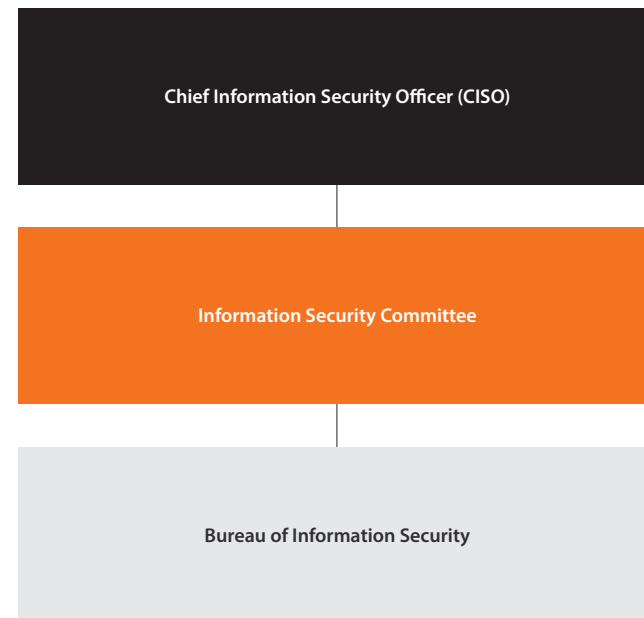 Chief Information Security Officer (CISO)
Information Security Committee
Bureau of Information Security